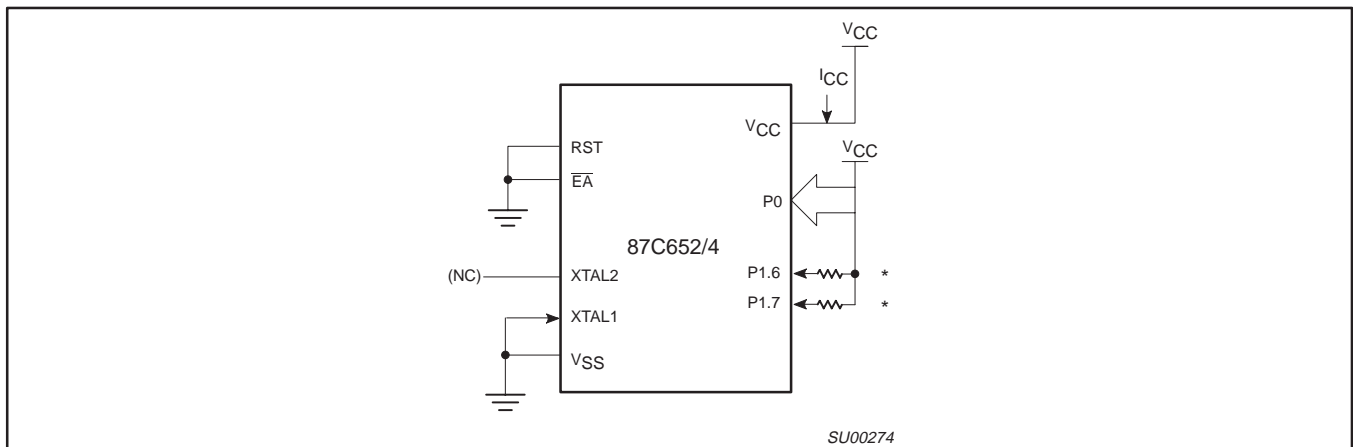 VCC
ICC
VCC
VCC
RST
EA
P0
87C652/4
(NC)
XTAL2
P1.6
*
P1.7
*
XTAL1
VSS
SU00274